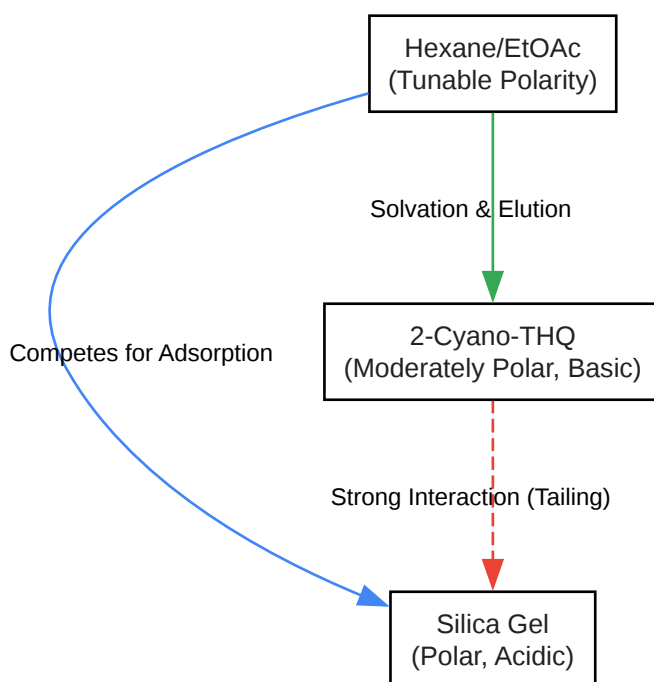 Hexane/EtOAc
(Tunable Polarity)
Solvation & Elution
2-Cyano-THQ
(Moderately Polar, Basic)
Competes for Adsorption
Strong Interaction (Tailing)
Silica Gel
(Polar, Acidic)